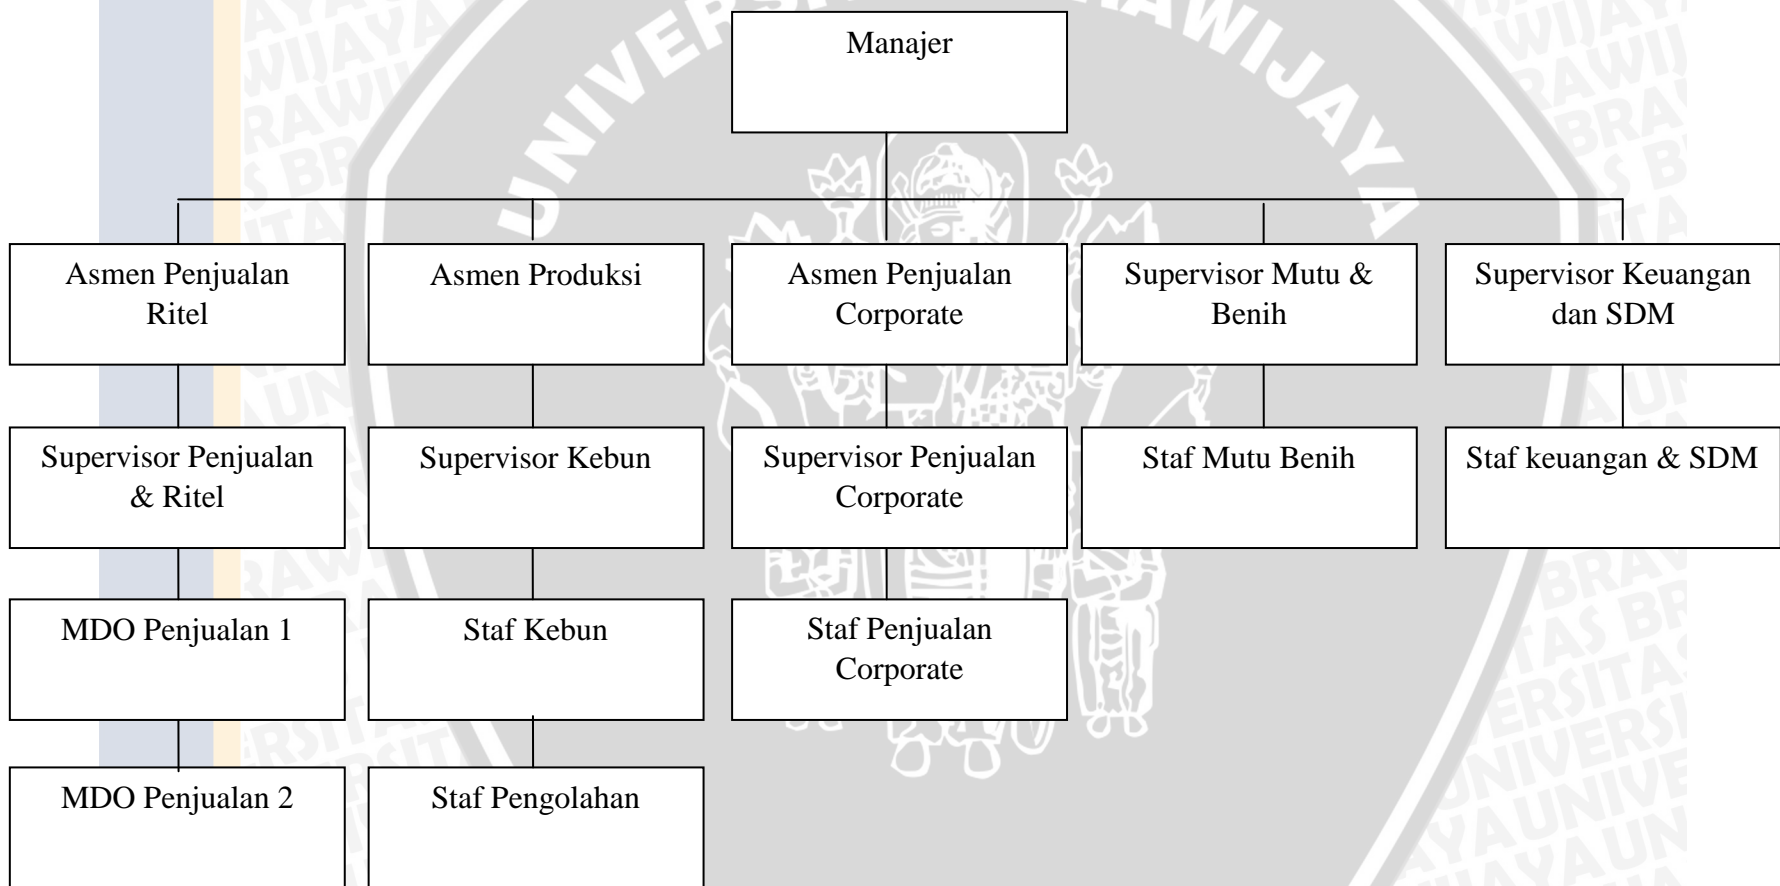 UNIVERSITAS BRAWIJAYA
Manajer
Asmen Penjualan
Ritel
Asmen Produksi
Asmen Penjualan
Corporate
Supervisor Mutu &
Benih
Supervisor Keuangan
dan SDM
Supervisor Penjualan
& Ritel
Supervisor Kebun
Supervisor Penjualan
Corporate
Staf Mutu Benih
Staf keuangan & SDM
MDO Penjualan 1
Staf Kebun
Staf Penjualan
Corporate
MDO Penjualan 2
Staf Pengolahan